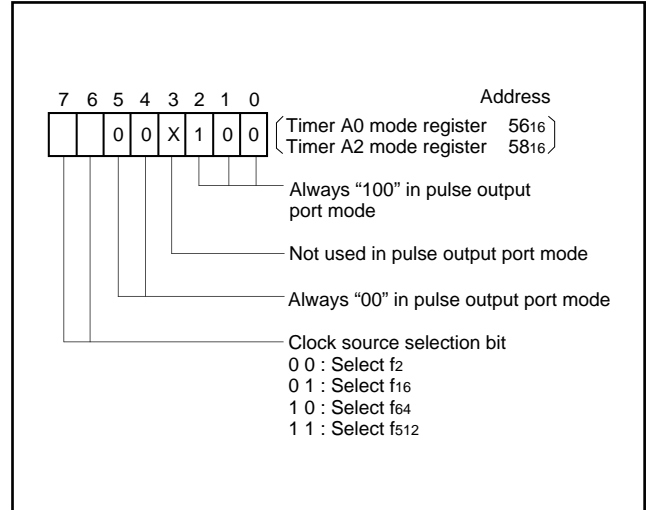 7 6 5 4 3 2 1 0 Address
0 0 X 1 0 0
Timer A0 mode register 5616
Timer A2 mode register 5816
Always “100” in pulse output
port mode
Not used in pulse output port mode
Always “00” in pulse output port mode
Clock source selection bit
0 0 : Select f2
0 1 : Select f16
1 0 : Select f64
1 1 : Select f512